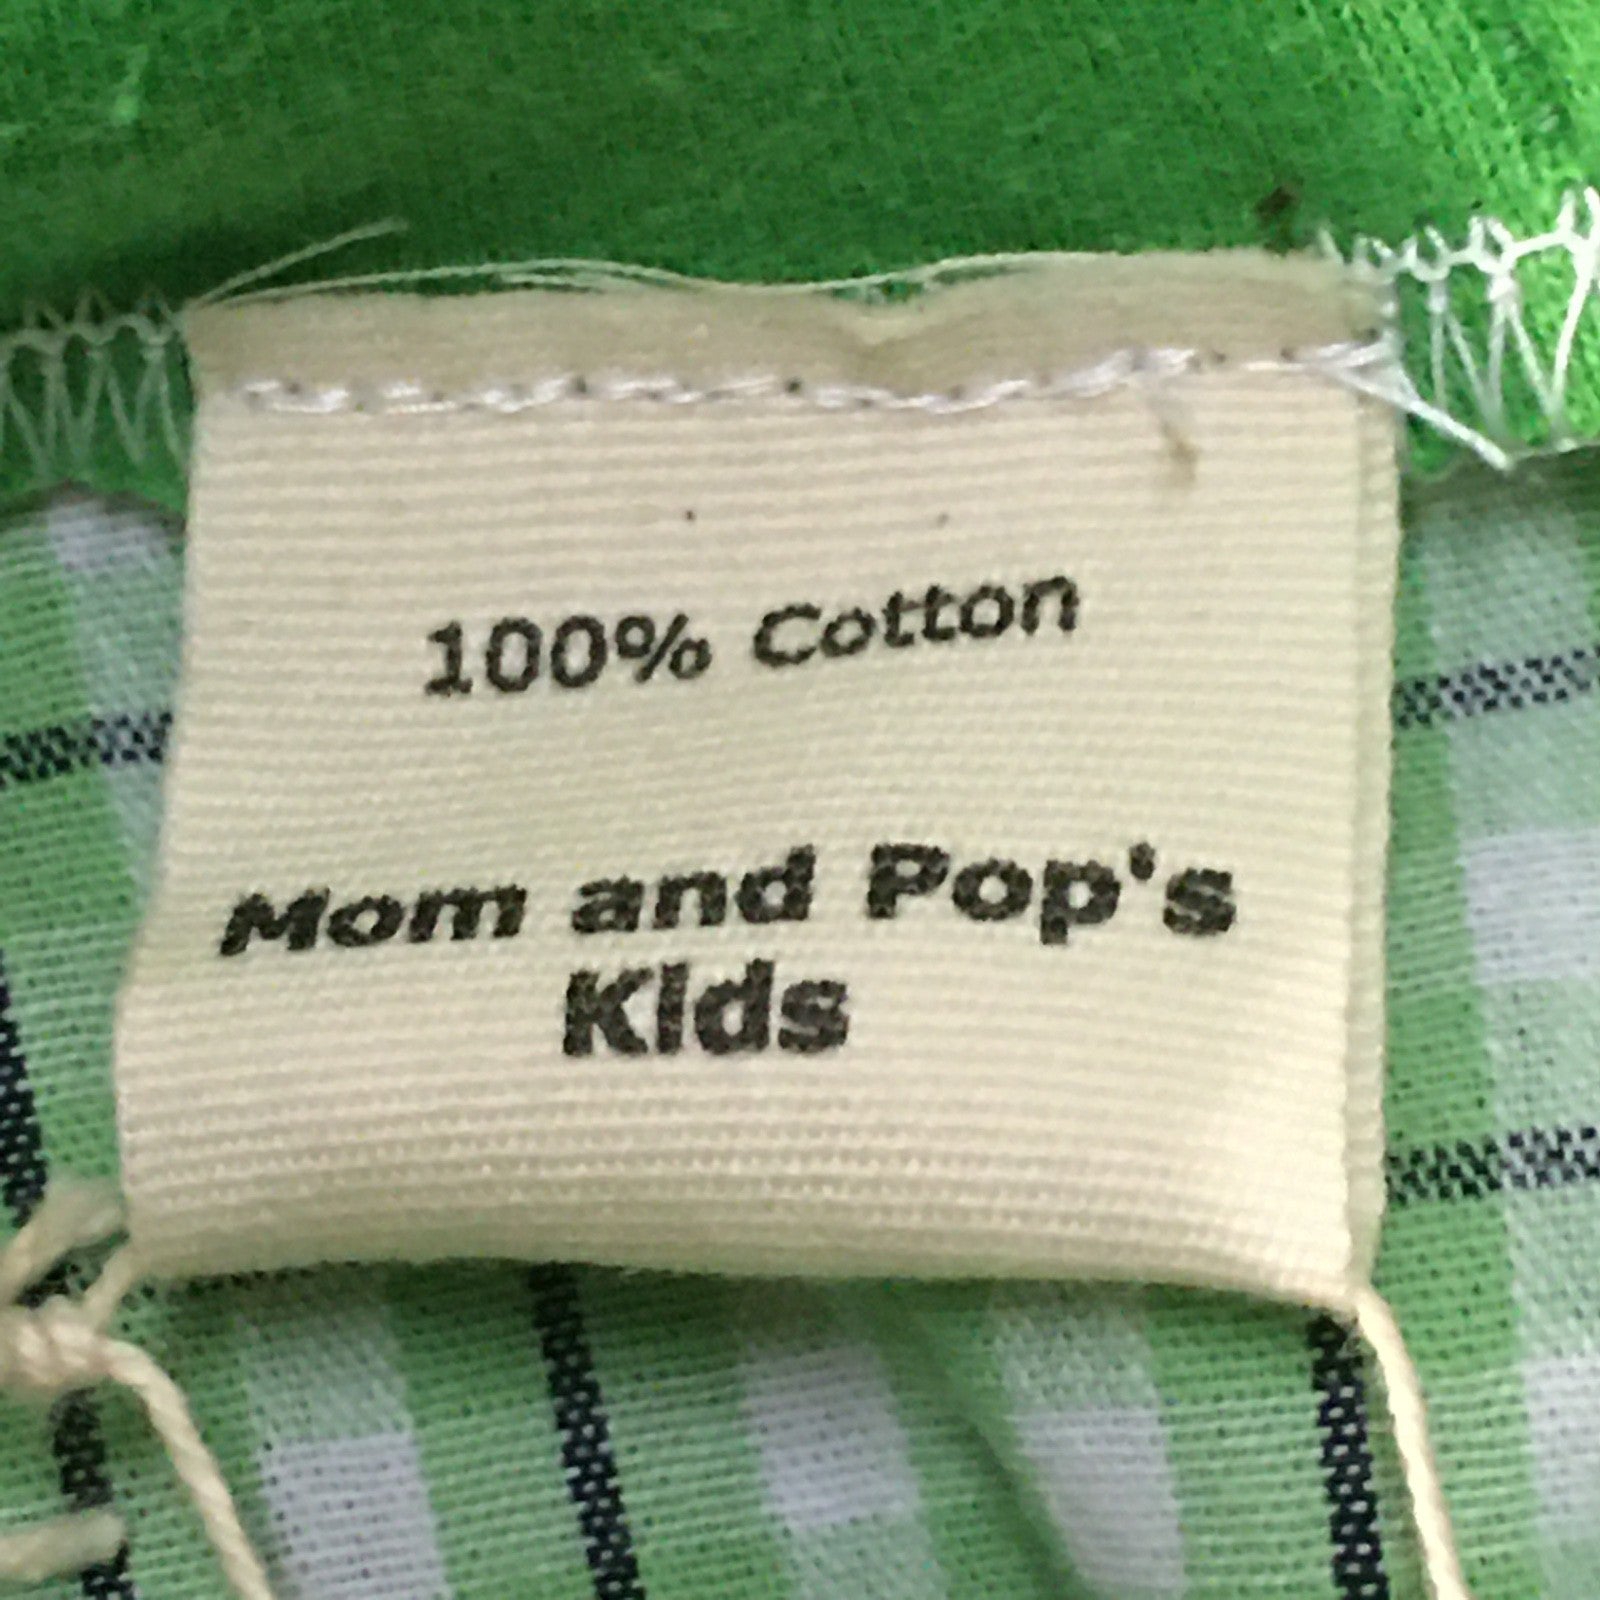 100% Cotton
Mom and Pop's
Kids